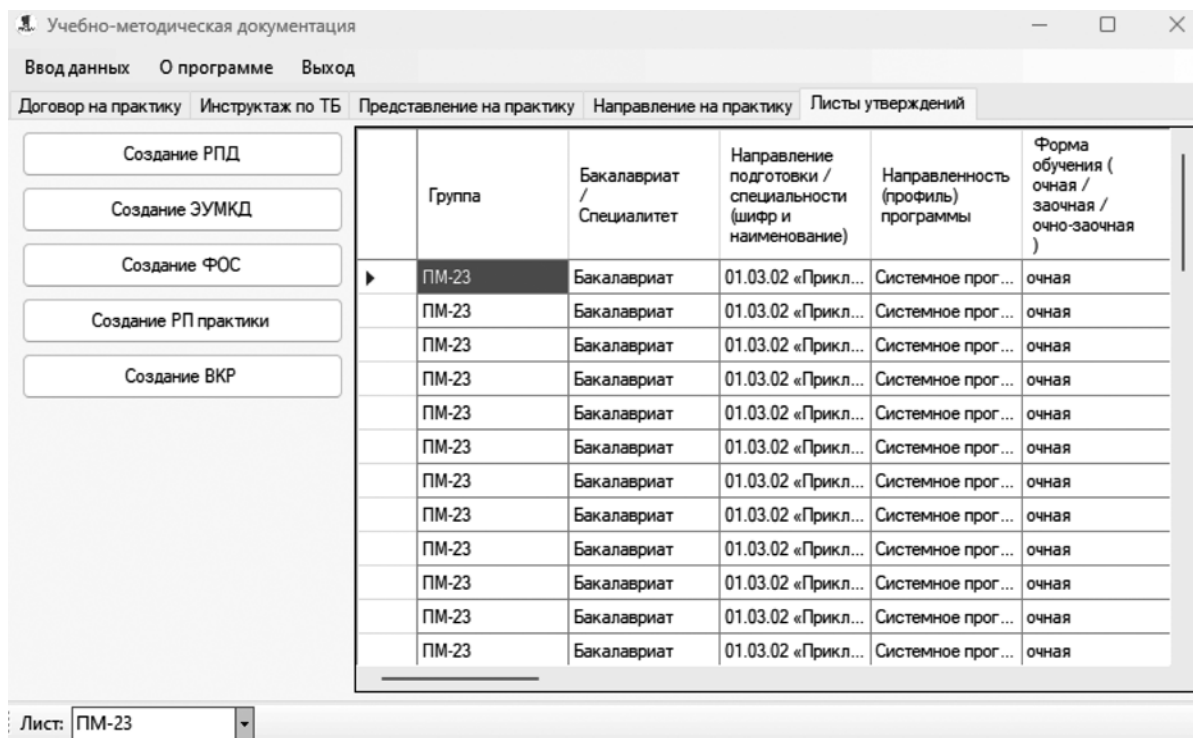 Учебно-методическая документация
Ввод данных О программе Выход
Договор на практику Инструктаж по ТБ Представление на практику Направление на практику Листы утверждений
Создание РПД
Создание ЭУМКД
Создание ФОС
Создание РП практики
Создание ВКР
Группа
Бакалавриат
/
Специалитет
Направление
подготовки /
специальности
(шифр и
наименование)
Направленность
(профиль)
программы
Форма
обучения (
очная /
заочная /
очно-заочная
)
ПМ-23 Бакалавриат 01.03.02 «Прикл... Системное прог... очная
ПМ-23 Бакалавриат 01.03.02 «Прикл... Системное прог... очная
ПМ-23 Бакалавриат 01.03.02 «Прикл... Системное прог... очная
ПМ-23 Бакалавриат 01.03.02 «Прикл... Системное прог... очная
ПМ-23 Бакалавриат 01.03.02 «Прикл... Системное прог... очная
ПМ-23 Бакалавриат 01.03.02 «Прикл... Системное прог... очная
ПМ-23 Бакалавриат 01.03.02 «Прикл... Системное прог... очная
ПМ-23 Бакалавриат 01.03.02 «Прикл... Системное прог... очная
ПМ-23 Бакалавриат 01.03.02 «Прикл... Системное прог... очная
ПМ-23 Бакалавриат 01.03.02 «Прикл... Системное прог... очная
ПМ-23 Бакалавриат 01.03.02 «Прикл... Системное прог... очная
ПМ-23 Бакалавриат 01.03.02 «Прикл... Системное прог... очная
Лист: ПМ-23